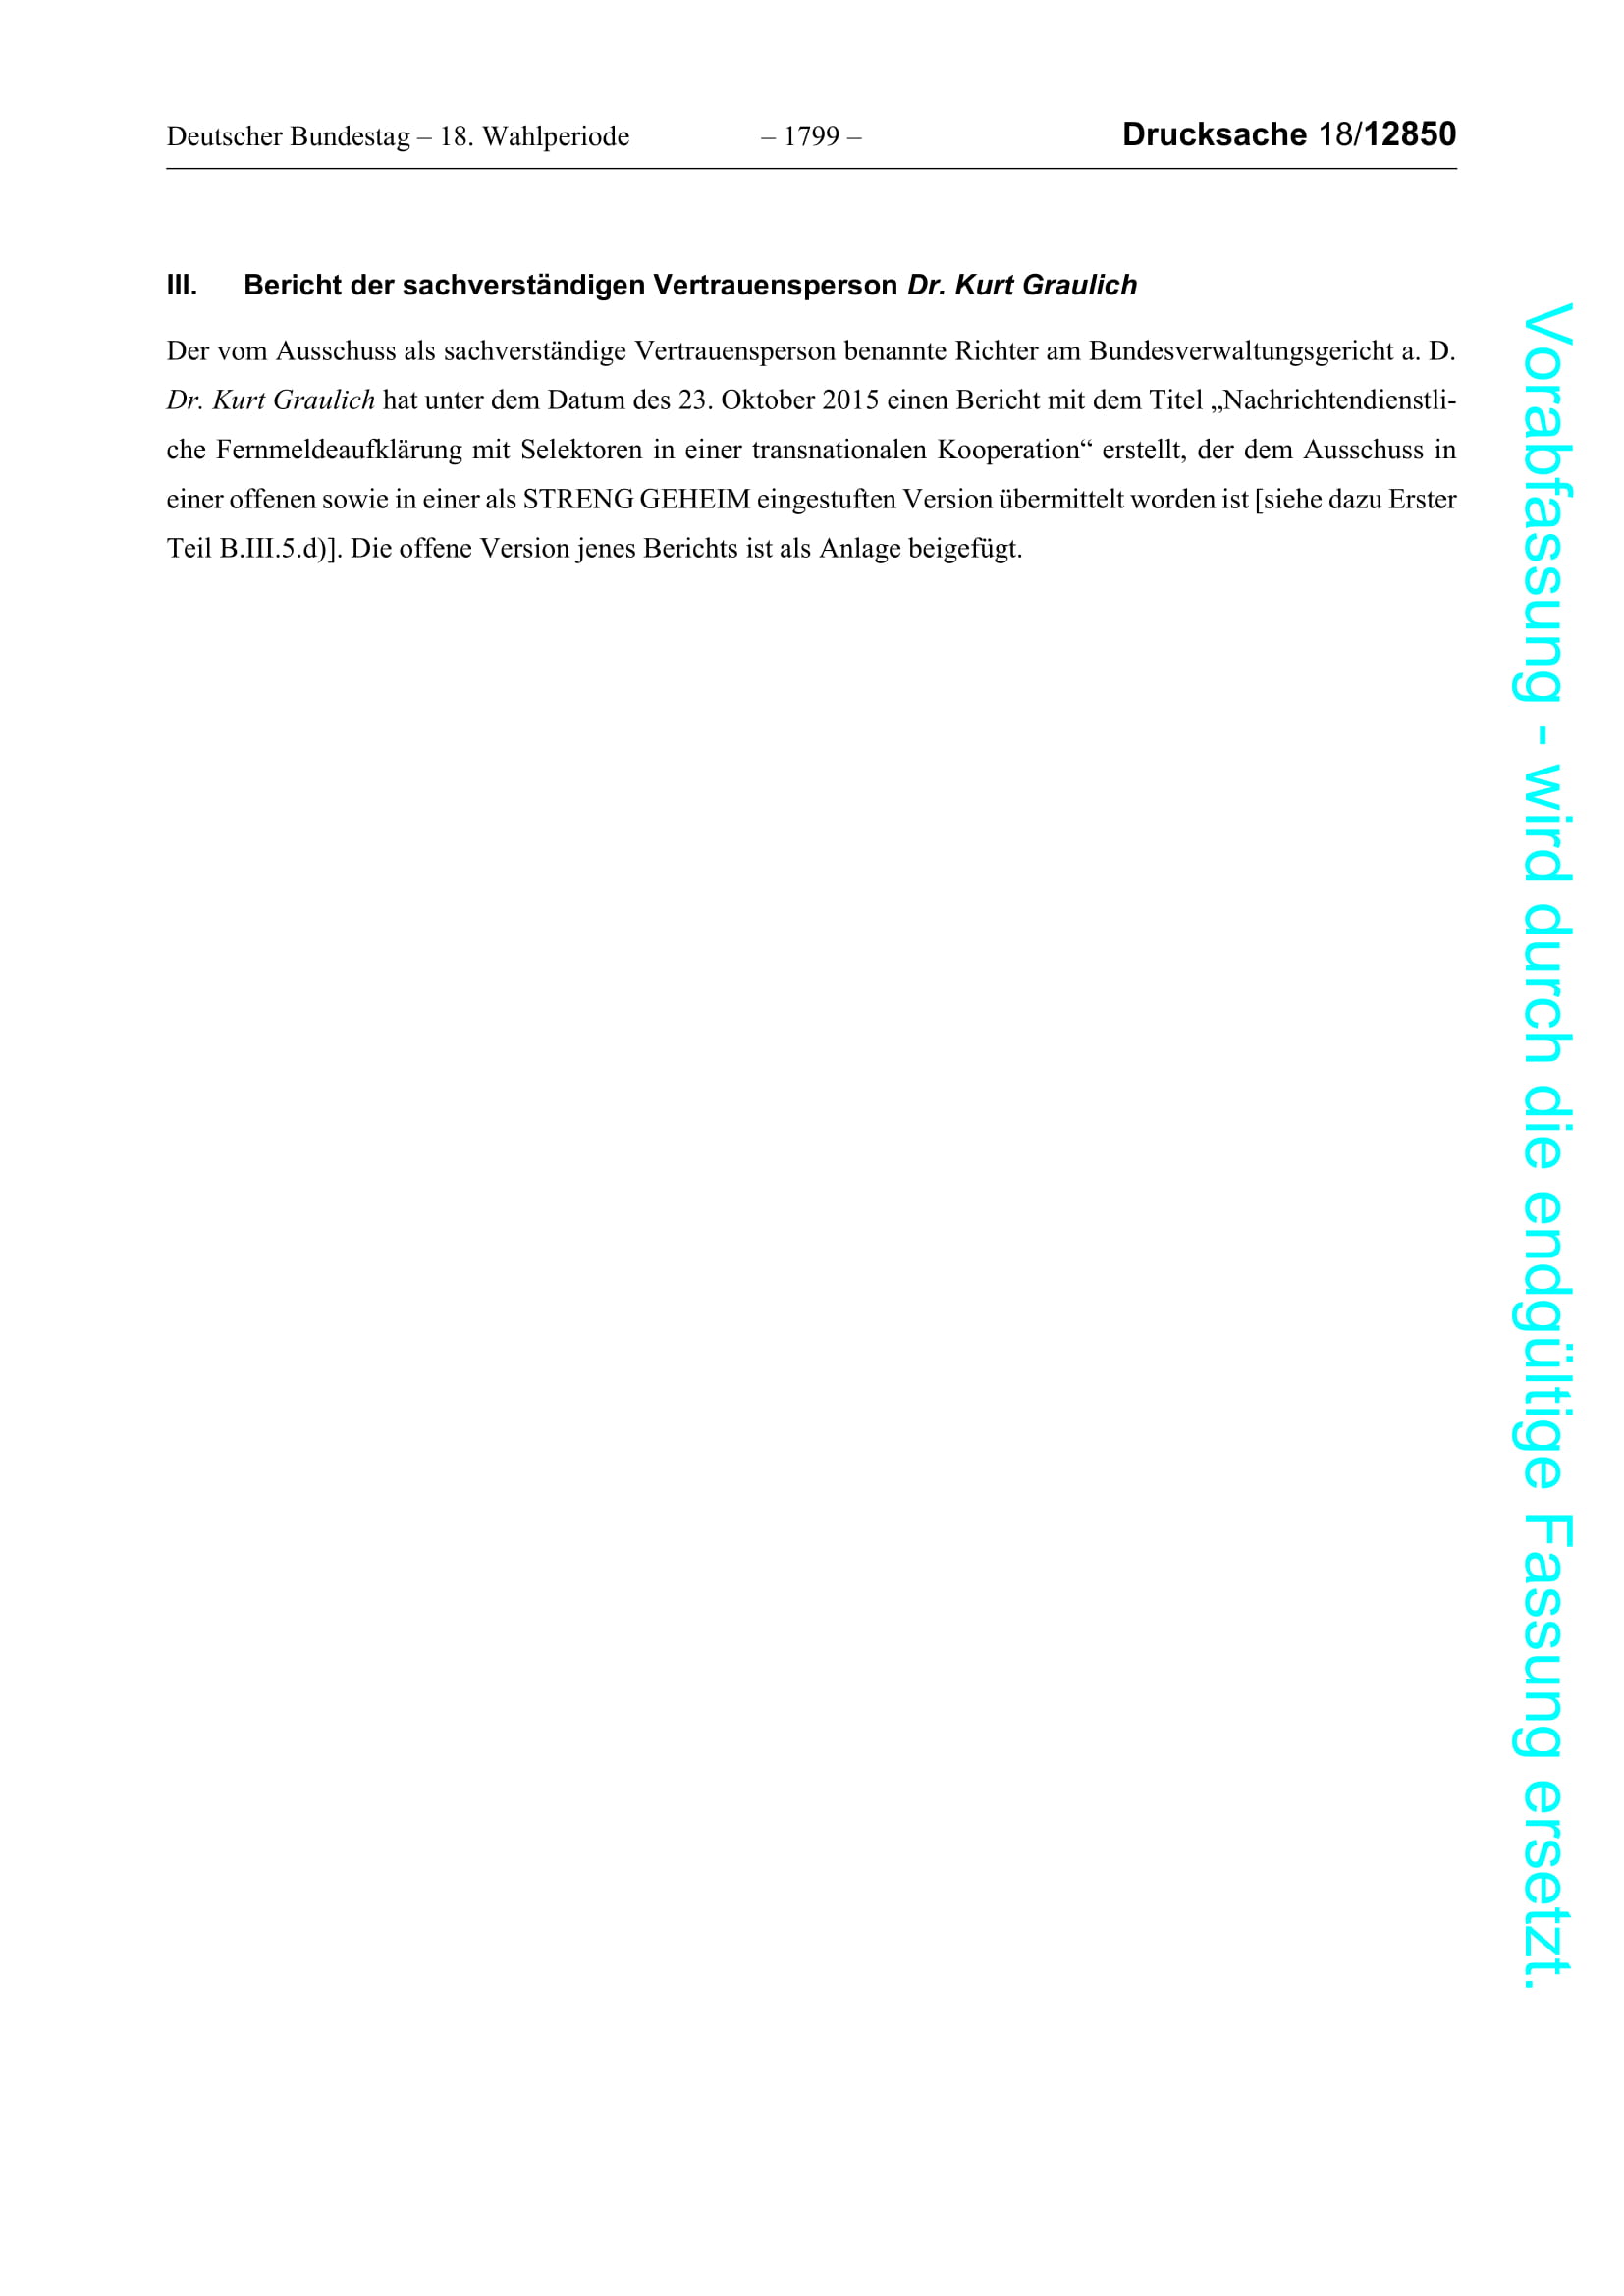 Deutscher Bundestag – 18. Wahlperiode – 1799 – Drucksache 18/12850
III. Bericht der sachverständigen Vertrauensperson Dr. Kurt Graulich
Der vom Ausschuss als sachverständige Vertrauensperson benannte Richter am Bundesverwaltungsgericht a. D.
Dr. Kurt Graulich hat unter dem Datum des 23. Oktober 2015 einen Bericht mit dem Titel „Nachrichtendienstli-
che Fernmeldeaufklärung mit Selektoren in einer transnationalen Kooperation“ erstellt, der dem Ausschuss in
einer offenen sowie in einer als STRENG GEHEIM eingestuften Version übermittelt worden ist [siehe dazu Erster
Teil B.III.5.d)]. Die offene Version jenes Berichts ist als Anlage beigefügt.
Vorabfassung - wird durch die endgültige Fassung ersetzt.